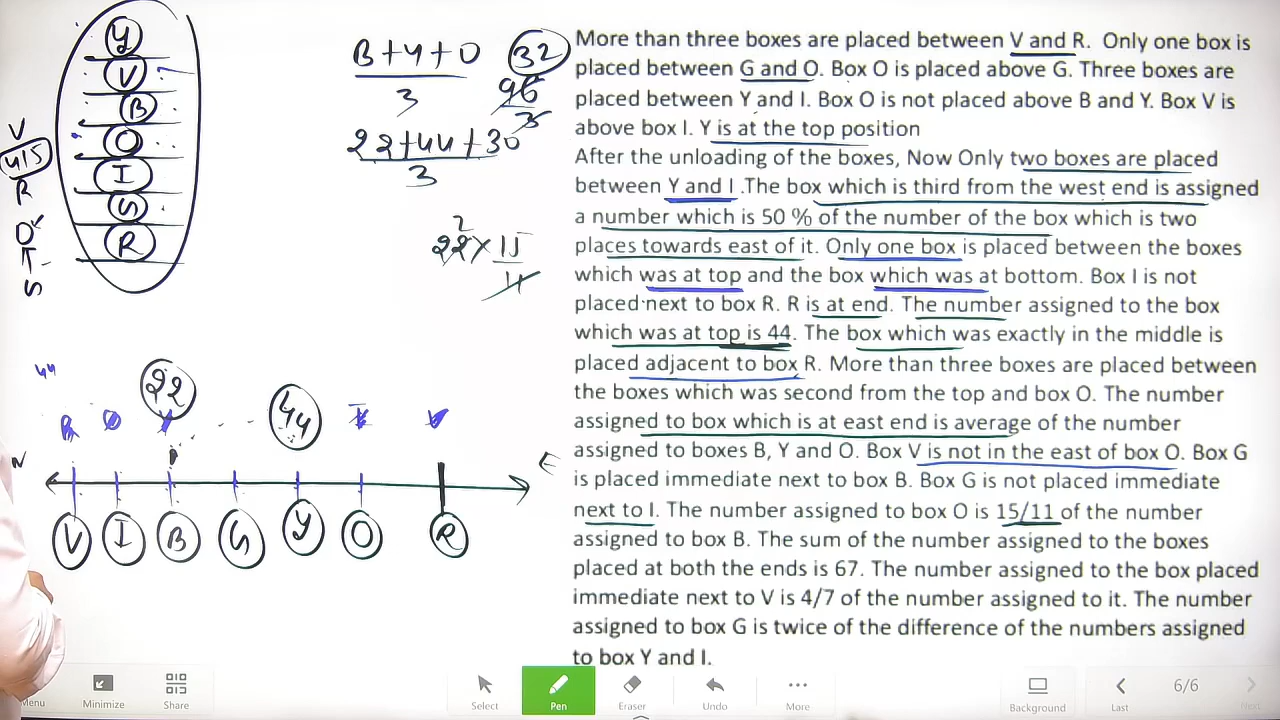 More than three boxes are placed between V and R. Only one box is
placed between G and O. Box O is placed above G. Three boxes are
placed between Y and I. Box O is not placed above B and Y. Box V is
above box I. Y is at the top position
After the unloading of the boxes, Now Only two boxes are placed
between Y and I .The box which is third from the west end is assigned
a number which is 50 % of the number of the box which is two
places towards east of it. Only one box is placed between the boxes
which was at top and the box which was at bottom. Box I is not
placed next to box R. R is at end. The number assigned to the box
which was at top is 44. The box which was exactly in the middle is
placed adjacent to box R. More than three boxes are placed between
the boxes which was second from the top and box O. The number
assigned to box which is at east end is average of the number
assigned to boxes B, Y and O. Box V is not in the east of box O. Box G
is placed immediate next to box B. Box G is not placed immediate
next to I. The number assigned to box O is 15/11 of the number
assigned to box B. The sum of the number assigned to the boxes
placed at both the ends is 67. The number assigned to the box placed
immediate next to V is 4/7 of the number assigned to it. The number
assigned to box G is twice of the difference of the numbers assigned
to box Y and I.
Y
V
B
O
I
G
R
V
4/5
R
B+Y+O
3
32
96
3
22+44+30
3
2
22×15
11
44
22
44
R
O
Y
I
V
E
V
I
B
G
Y
O
R
Menu
Minimize
Share
Select
Pen
Eraser
Undo
More
Background
Last
6/6
Next